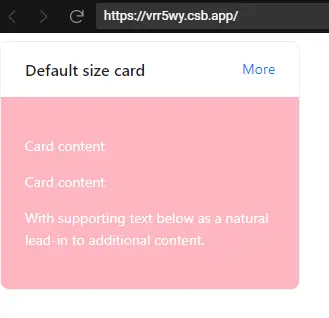 https://vrr5wy.csb.app/
Default size card
More
Card content
Card content
With supporting text below as a natural
lead-in to additional content.